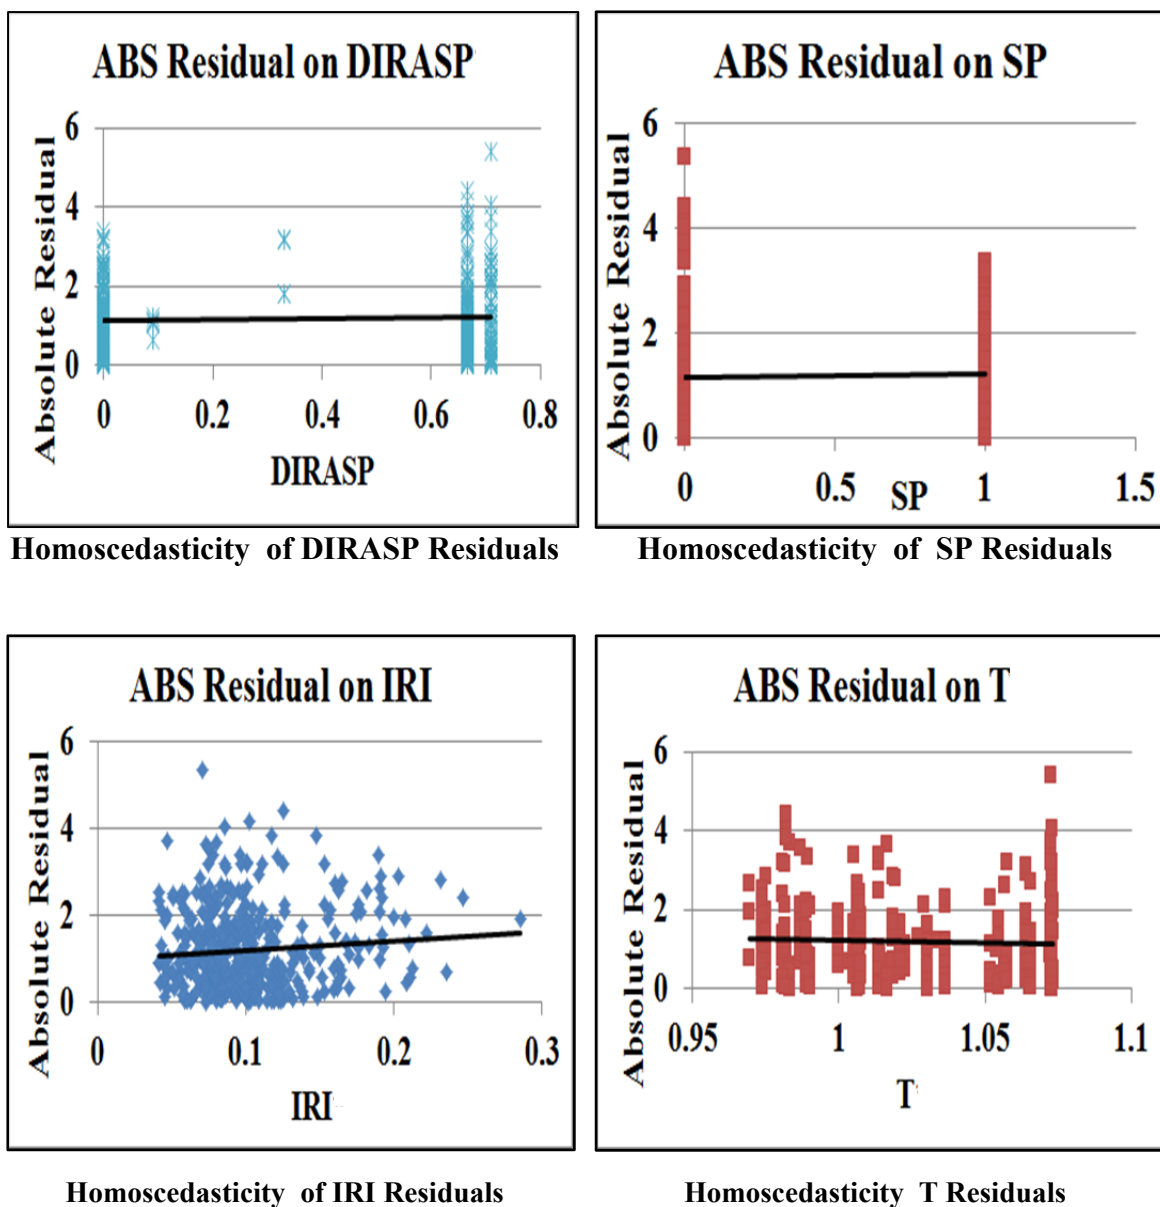 ABS Residual on DIRASP
Absolute Residual
6
4
2
0
0 0.2 0.4 0.6 0.8
DIRASP
Homoscedasticity of DIRASP Residuals
ABS Residual on SP
Absolute Residual
6
4
2
0
0 0.5 1 1.5
SP
Homoscedasticity of SP Residuals
ABS Residual on IRI
Absolute Residual
6
4
2
0
0 0.1 0.2 0.3
IRI
Homoscedasticity of IRI Residuals
ABS Residual on T
Absolute Residual
6
4
2
0
0.95 1 1.05 1.1
T
Homoscedasticity T Residuals